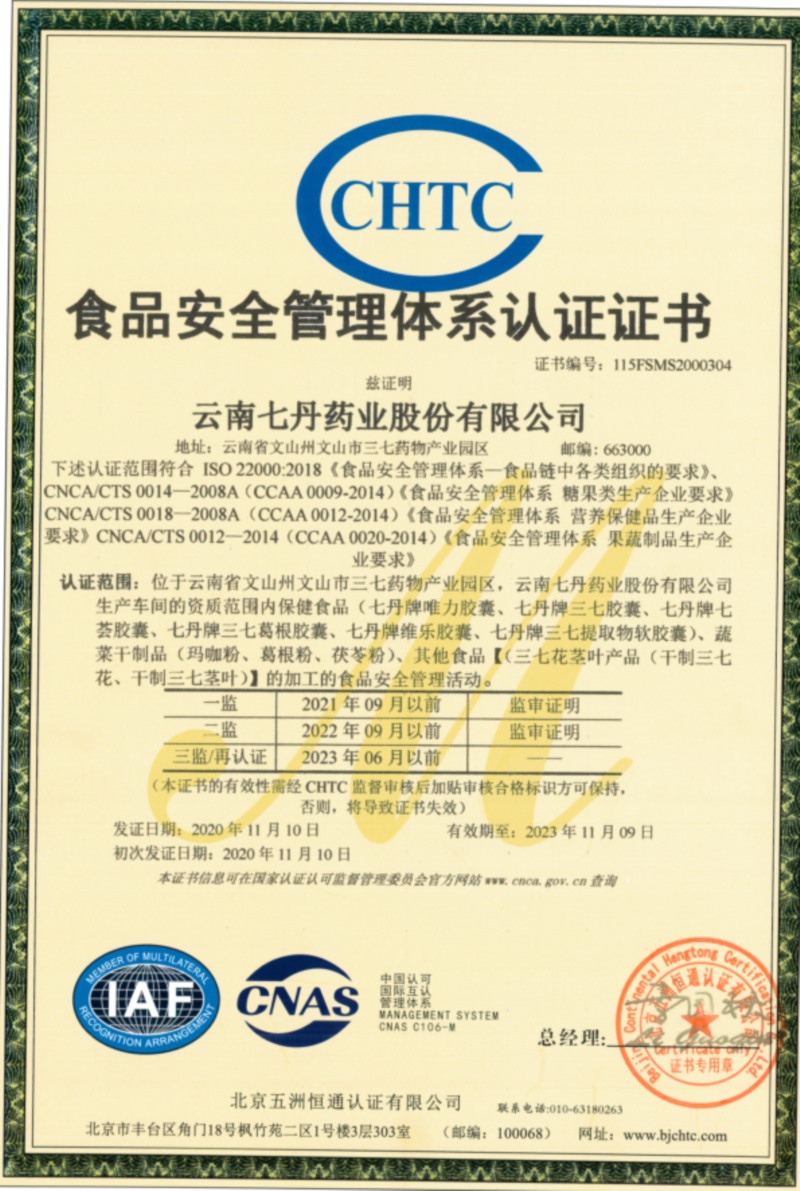 CHTC
食品安全管理体系认证证书
证书编号：115FSMS2000304
兹证明
云南七丹药业股份有限公司
地址：云南省文山州文山市三七药物产业园区 邮编: 663000
下述认证范围符合 ISO 22000:2018《食品安全管理体系—食品链中各类组织的要求》、
CNCA/CTS 0014—2008A（CCAA 0009-2014）《食品安全管理体系 糖果类生产企业要求》
CNCA/CTS 0018—2008A（CCAA 0012-2014）《食品安全管理体系 营养保健品生产企业
要求》CNCA/CTS 0012—2014（CCAA 0020-2014）《食品安全管理体系 果蔬制品生产企
业要求》
认证范围：位于云南省文山州文山市三七药物产业园区，云南七丹药业股份有限公司
生产车间的资质范围内保健食品（七丹牌唯力胶囊、七丹牌三七胶囊、七丹牌七
荟胶囊、七丹牌三七葛根胶囊、七丹牌维乐胶囊、七丹牌三七提取物软胶囊）、蔬
菜干制品（玛咖粉、葛根粉、茯苓粉）、其他食品【（三七花茎叶产品（干制三七
花、干制三七茎叶）】的加工的食品安全管理活动。
一监 2021 年 09 月以前 监审证明
二监 2022 年 09 月以前 监审证明
三监/再认证 2023 年 06 月以前 ——
（本证书的有效性需经 CHTC 监督审核后加贴审核合格标识方可保持，
否则，将导致证书失效）
发证日期：2020 年 11 月 10 日 有效期至：2023 年 11 月 09 日
初次发证日期：2020 年 11 月 10 日
本证书信息可在国家认证认可监督管理委员会官方网站 www.cnca.gov.cn 查询
MEMBER OF MULTILATERAL
IAF
RECOGNITION ARRANGEMENT
CNAS
中国认可
国际互认
管理体系
MANAGEMENT SYSTEM
CNAS C106-M
总经理:
Continental Hengtong Certification
Certificate Only
证书专用章
北京五洲恒通认证有限公司 联系电话:010-63180263
北京市丰台区角门18号枫竹苑二区1号楼3层303室 （邮编：100068） 网址：www.bjchtc.com